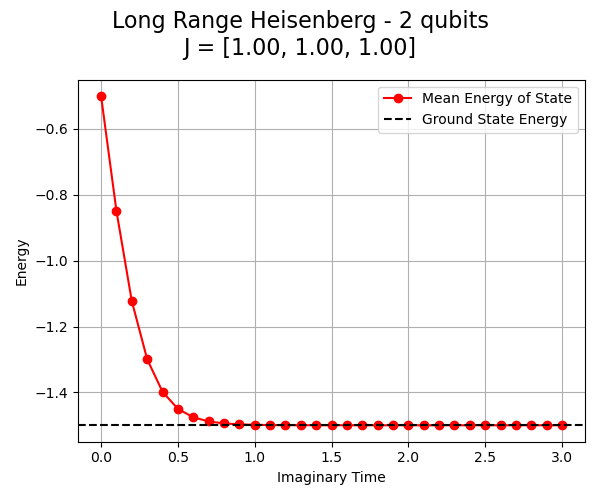 Long Range Heisenberg - 2 qubits
J = [1.00, 1.00, 1.00]
Mean Energy of State
Ground State Energy
Energy
−0.6
−0.8
−1.0
−1.2
−1.4
0.0 0.5 1.0 1.5 2.0 2.5 3.0
Imaginary Time